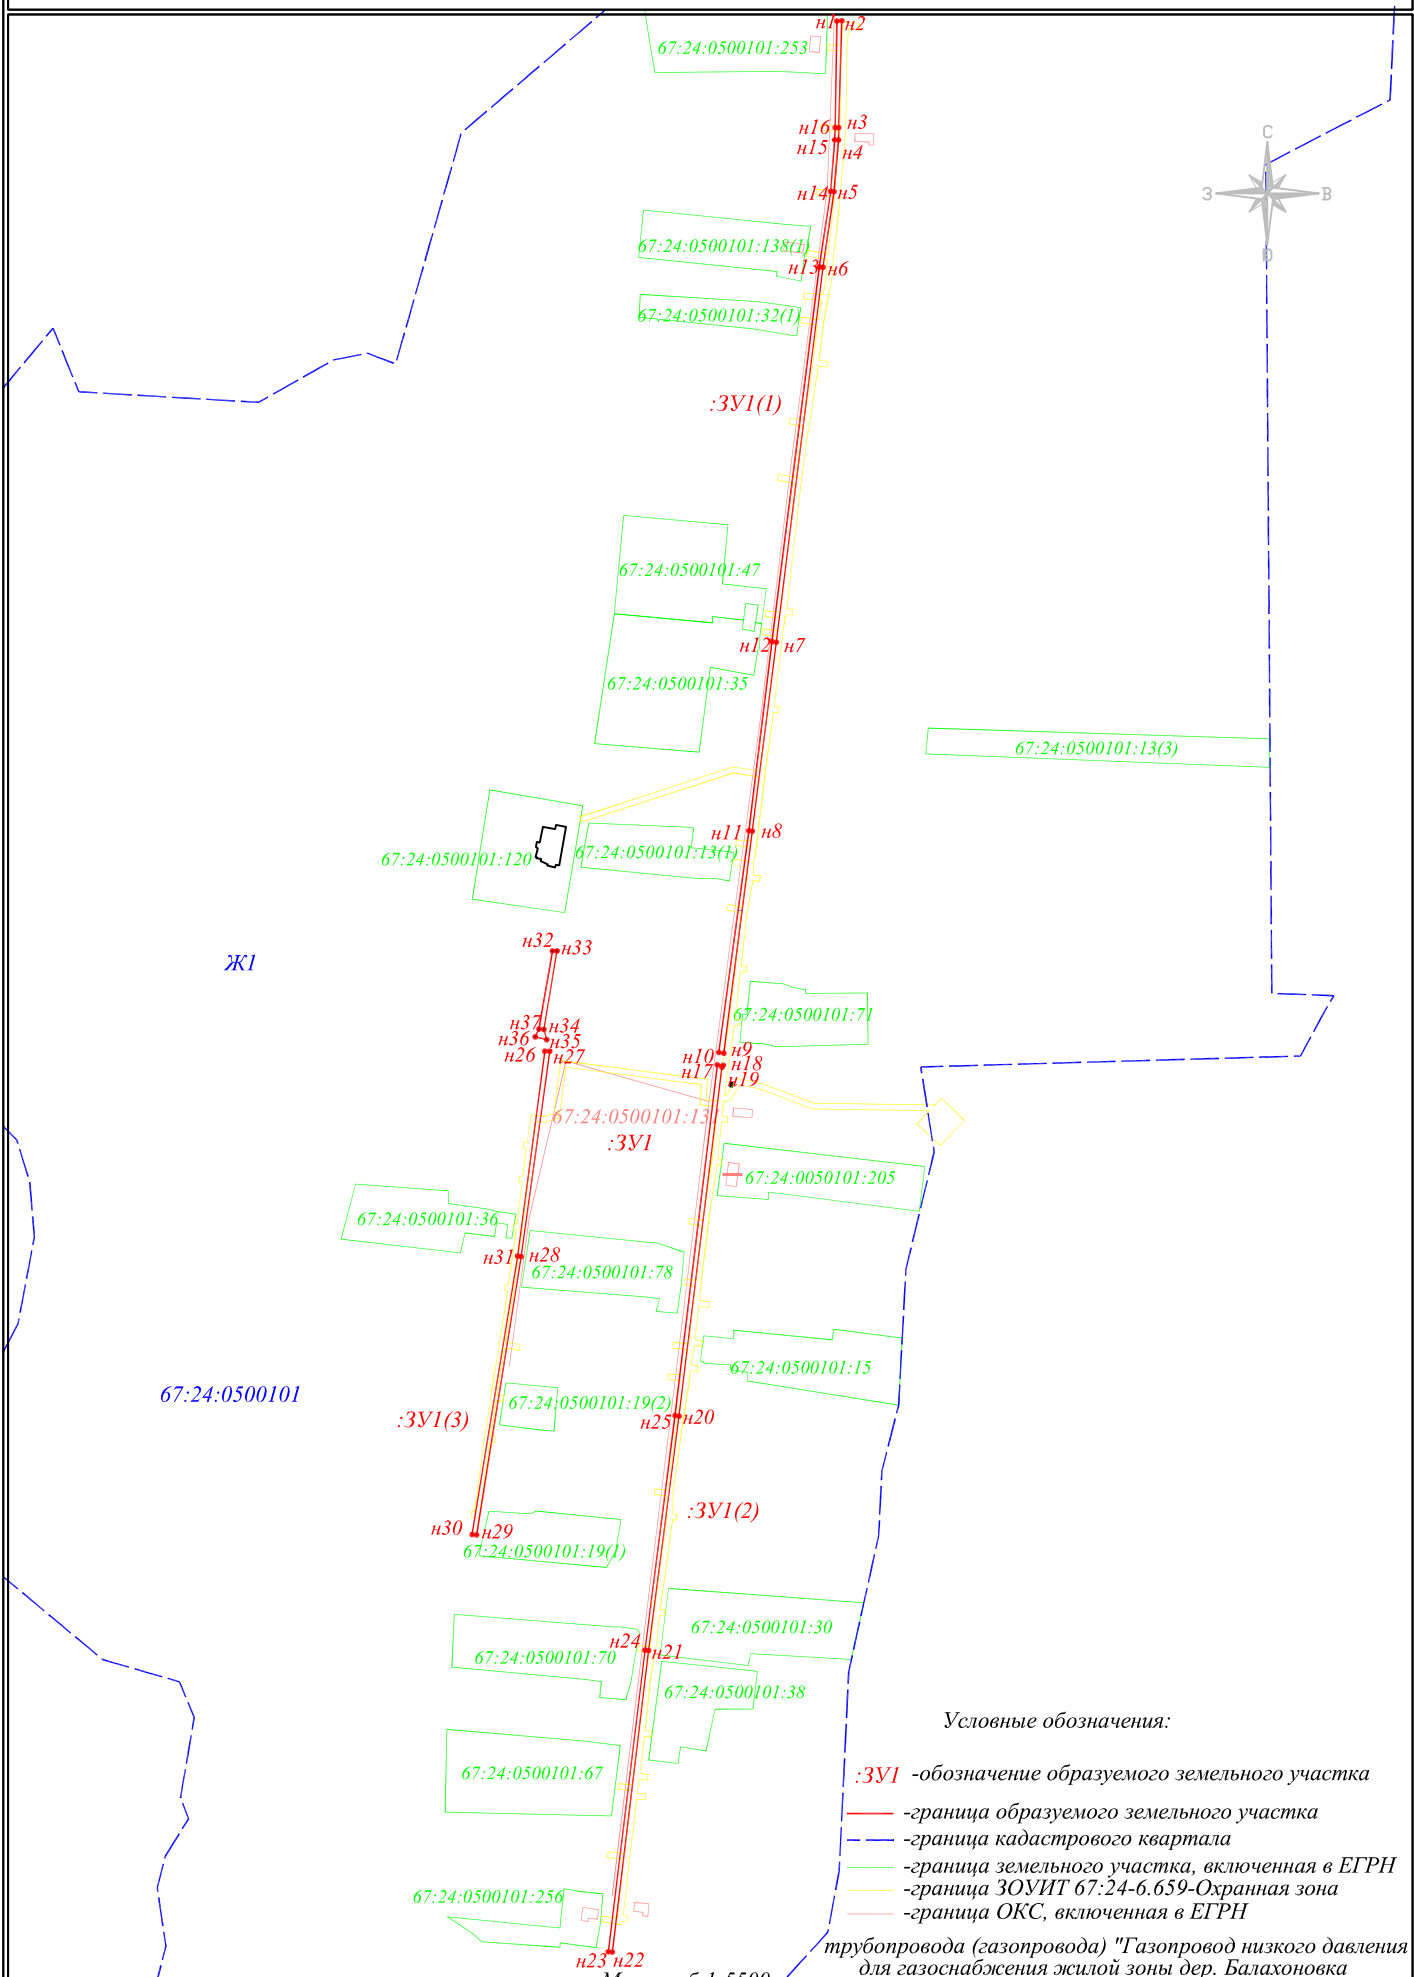 н1 н2
67:24:0500101:253
н16 н3
н15 н4
С
З В
Ю
н14 н5
67:24:0500101:138(1)
н13 н6
67:24:0500101:32(1)
:ЗУ1(1)
67:24:0500101:47
н12 н7
67:24:0500101:35
67:24:0500101:13(3)
н11 н8
67:24:0500101:120 67:24:0500101:13(1)
н32 н33
Ж1
67:24:0500101:71
н37 н34
н36 н35
н26 н27
н10 н9
н17 н18
н19
67:24:0500101:137
:ЗУ1
67:24:0050101:205
67:24:0500101:36
н31 н28
67:24:0500101:78
67:24:0500101:15
67:24:0500101
67:24:0500101:19(2)
:ЗУ1(3)
н25 н20
:ЗУ1(2)
н30 н29
67:24:0500101:19(1)
67:24:0500101:30
н24 н21
67:24:0500101:70
67:24:0500101:38
Условные обозначения:
67:24:0500101:67
:ЗУ1 -обозначение образуемого земельного участка
-граница образуемого земельного участка
-граница кадастрового квартала
-граница земельного участка, включенная в ЕГРН
-граница ЗОУИТ 67:24-6.659-Охранная зона
67:24:0500101:256
-граница ОКС, включенная в ЕГРН
трубопровода (газопровода) "Газопровод низкого давления
н23 н22
для газоснабжения жилой зоны дер. Балахоновка